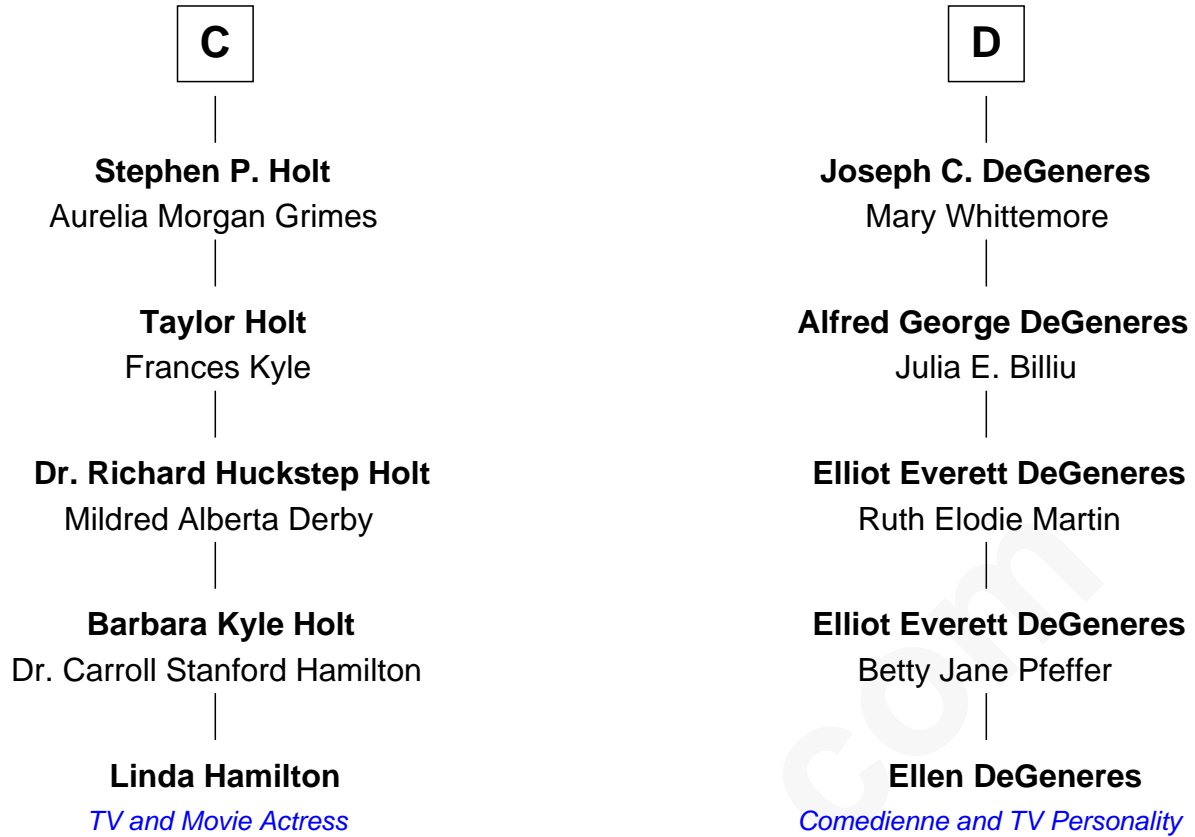 C
Stephen P. Holt
Aurelia Morgan Grimes
Taylor Holt
Frances Kyle
Dr. Richard Huckstep Holt
Mildred Alberta Derby
Barbara Kyle Holt
Dr. Carroll Stanford Hamilton
Linda Hamilton
TV and Movie Actress
D
Joseph C. DeGeneres
Mary Whittemore
Alfred George DeGeneres
Julia E. Billiu
Elliot Everett DeGeneres
Ruth Elodie Martin
Elliot Everett DeGeneres
Betty Jane Pfeffer
Ellen DeGeneres
Comedienne and TV Personality
com